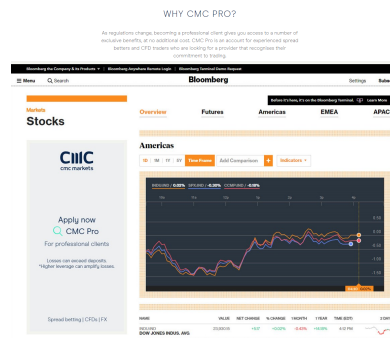 WHY CMC PRO?
As regulations change, becoming a professional client gives you access to a number of
exclusive benefits, at no additional cost. CMC Pro is an account for experienced spread
betters and CFD traders who are looking for a provider that recognises their
commitment to trading.
Bloomberg the Company & Its Products Bloomberg Anywhere Remote Login Bloomberg Terminal Demo Request
Menu Search Bloomberg Settings Subsc
Before it's here, it's on the Bloomberg Terminal. Learn More
Markets
Stocks
Overview Futures Americas EMEA APAC
Americas
1D 1M 1Y 5Y Time Frame Add Comparison + Indicators
cmc markets
Apply now
CMC Pro
For professional clients
Losses can exceed deposits.
*Higher leverage can amplify losses.
Spread betting | CFDs | FX
NAME VALUE NET CHANGE % CHANGE 1 MONTH 1 YEAR TIME (EDT) 2 DAY
INDU:IND
DOW JONES INDUS. AVG